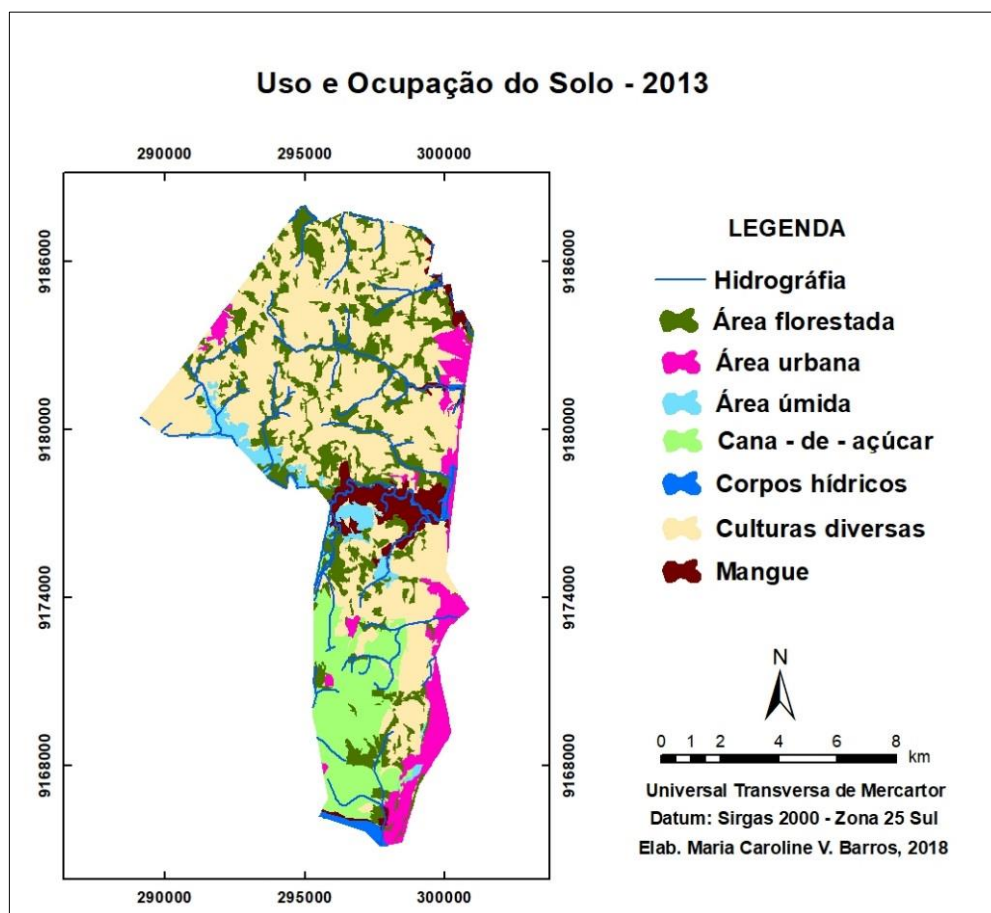 Uso e Ocupação do Solo - 2013
290000 295000 300000
9186000
9180000
9174000
9168000
9186000
9180000
9174000
9168000
290000 295000 300000
LEGENDA
Hidrográfia
Área florestada
Área urbana
Área úmida
Cana - de - açúcar
Corpos hídricos
Culturas diversas
Mangue
N
0 1 2 4 6 8
km
Universal Transversa de Mercartor
Datum: Sirgas 2000 - Zona 25 Sul
Elab. Maria Caroline V. Barros, 2018